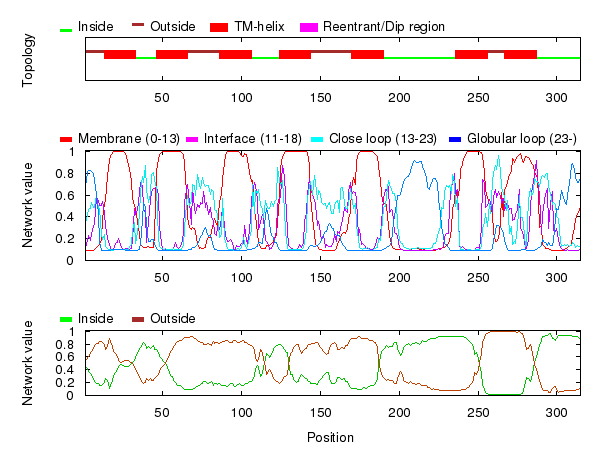 Inside Outside TM-helix Reentrant/Dip region
Topology
50 100 150 200 250 300
Membrane (0-13) Interface (11-18) Close loop (13-23) Globular loop (23-)
Network value
1
0.8
0.6
0.4
0.2
0
50 100 150 200 250 300
Inside Outside
Network value
1
0.8
0.6
0.4
0.2
0
50 100 150 200 250 300
Position